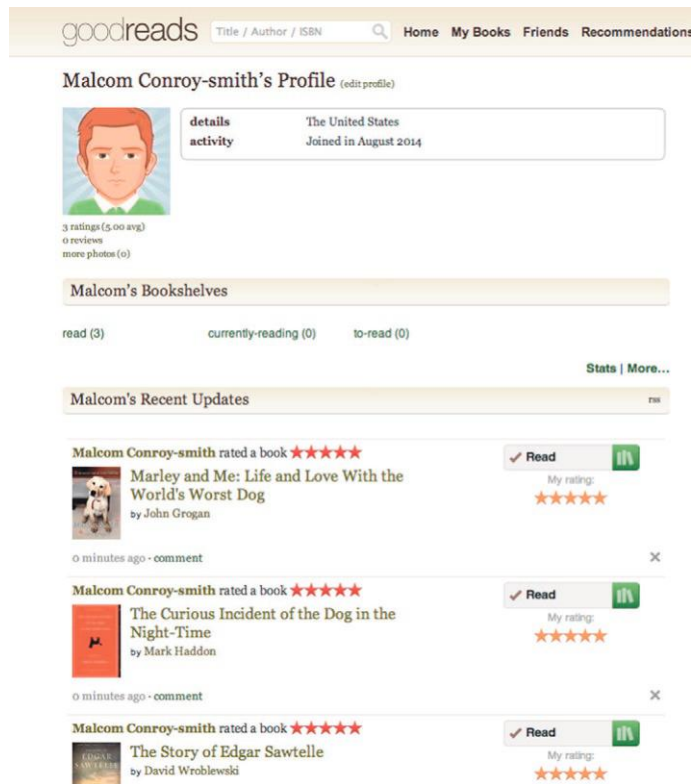 goodreads Title / Author / ISBN Home My Books Friends Recommendations
Malcom Conroy-smith's Profile (edit profile)
details The United States
activity Joined in August 2014
3 ratings (5.00 avg)
0 reviews
more photos (0)
Malcom's Bookshelves
read (3) currently-reading (0) to-read (0)
Stats | More...
Malcom's Recent Updates rss
Malcom Conroy-smith rated a book
Read
Marley and Me: Life and Love With the
World's Worst Dog
by John Grogan
My rating:
0 minutes ago · comment
Malcom Conroy-smith rated a book
Read
The Curious Incident of the Dog in the
Night-Time
by Mark Haddon
My rating:
0 minutes ago · comment
Malcom Conroy-smith rated a book
Read
The Story of Edgar Sawtelle
by David Wroblewski
My rating:
EDGAR
SAWTELLE